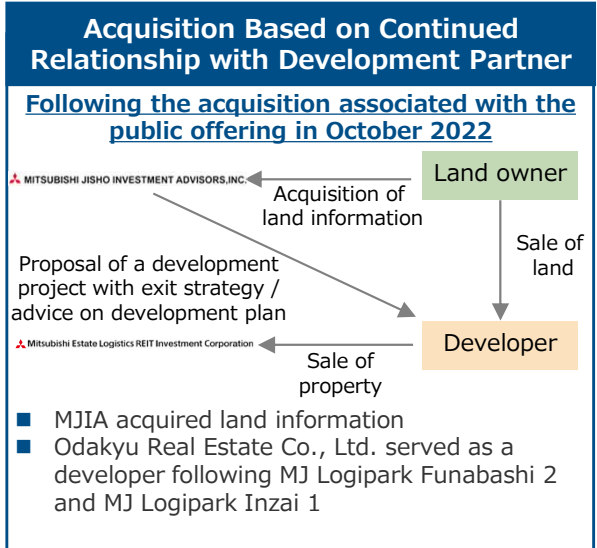 Acquisition Based on Continued
Relationship with Development Partner
Following the acquisition associated with the
public offering in October 2022
MITSUBISHI JISHO INVESTMENT ADVISORS,INC.
Land owner
Acquisition of
land information
Sale of
land
Proposal of a development
project with exit strategy /
advice on development plan
Mitsubishi Estate Logistics REIT Investment Corporation
Developer
Sale of
property
■ MJIA acquired land information
■ Odakyu Real Estate Co., Ltd. served as a
developer following MJ Logipark Funabashi 2
and MJ Logipark Inzai 1